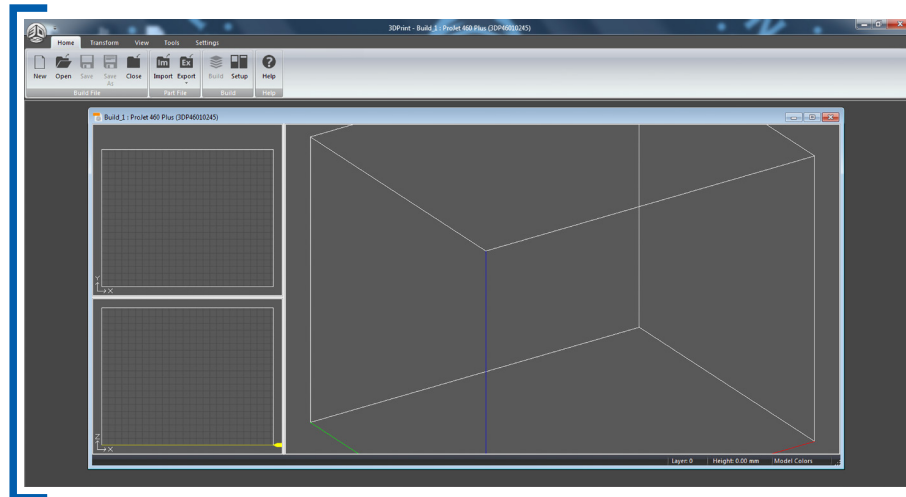 3DPrint - Build_1 : ProJet 460 Plus (3DP46010245)
Home Transform View Tools Settings
Im Ex
New Open Save Save As Close Import Export Build Setup Help
Build File Part File Build Help
Build_1 : ProJet 460 Plus (3DP46010245)
Y
X
Z
X
Layer: 0 Height: 0.00 mm Model Colors